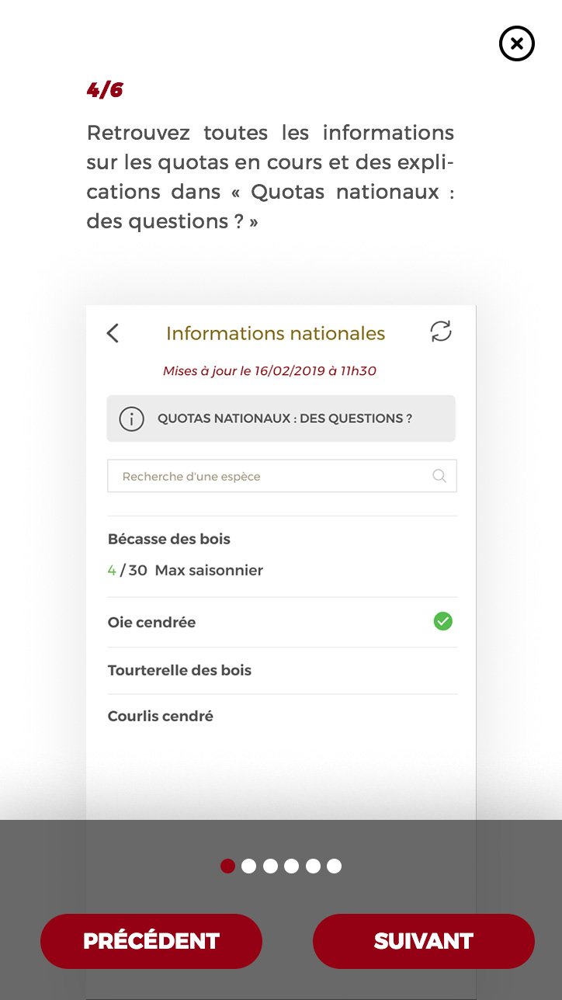 4/6
Retrouvez toutes les informations
sur les quotas en cours et des expli-
cations dans « Quotas nationaux :
des questions ? »
Informations nationales
Mises à jour le 16/02/2019 à 11h30
QUOTAS NATIONAUX : DES QUESTIONS ?
Recherche d'une espèce
Bécasse des bois
4 / 30 Max saisonnier
Oie cendrée
Tourterelle des bois
Courlis cendré
PRÉCÉDENT
SUIVANT